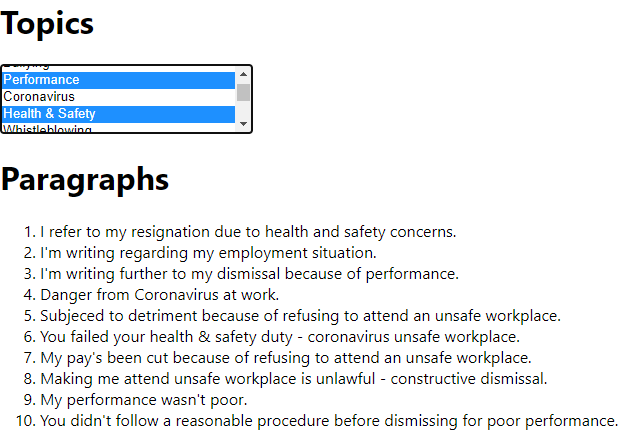 Topics
Bullying
Performance
Coronavirus
Health & Safety
Whistleblowing
Paragraphs
1. I refer to my resignation due to health and safety concerns.
2. I'm writing regarding my employment situation.
3. I'm writing further to my dismissal because of performance.
4. Danger from Coronavirus at work.
5. Subjeced to detriment because of refusing to attend an unsafe workplace.
6. You failed your health & safety duty - coronavirus unsafe workplace.
7. My pay's been cut because of refusing to attend an unsafe workplace.
8. Making me attend unsafe workplace is unlawful - constructive dismissal.
9. My performance wasn't poor.
10. You didn't follow a reasonable procedure before dismissing for poor performance.